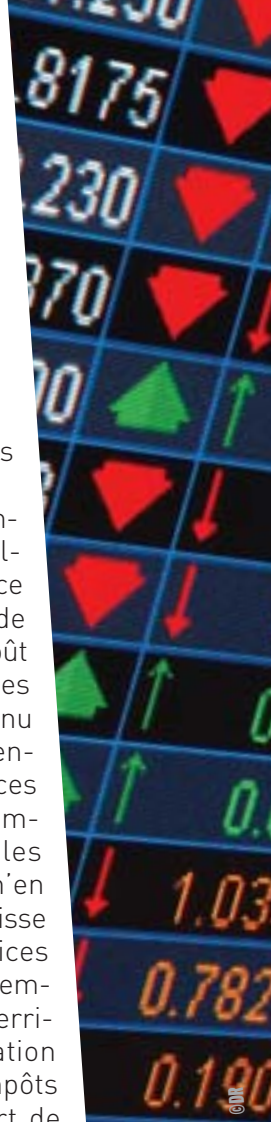 .8175
.230
370
s
n-
l-
ce
de
ût
es
nu
en-
ces
m-
les
n'en
isse
ices
em-
erri-
ation
pôts
rt de
0.
1.03
0.782
0.190
©DR